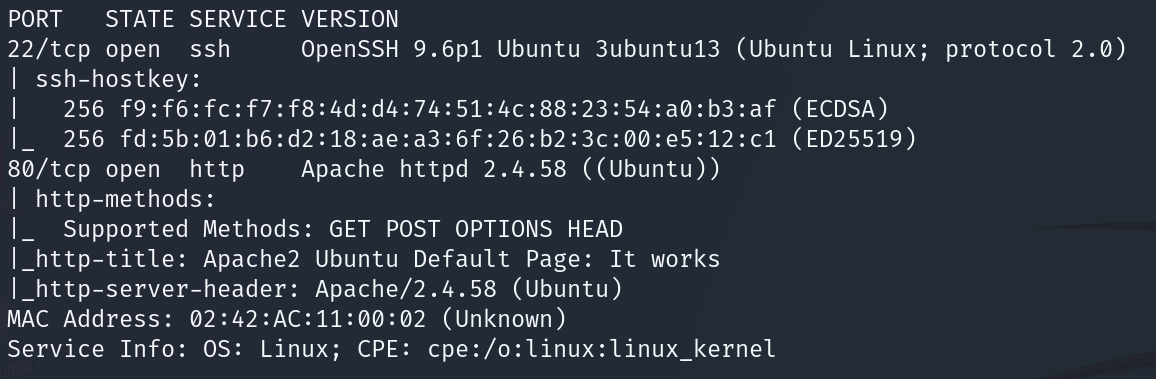 PORT   STATE SERVICE VERSION
22/tcp open  ssh     OpenSSH 9.6p1 Ubuntu 3ubuntu13 (Ubuntu Linux; protocol 2.0)
| ssh-hostkey:
|   256 f9:f6:fc:f7:f8:4d:d4:74:51:4c:88:23:54:a0:b3:af (ECDSA)
|_  256 fd:5b:01:b6:d2:18:ae:a3:6f:26:b2:3c:00:e5:12:c1 (ED25519)
80/tcp open  http    Apache httpd 2.4.58 ((Ubuntu))
| http-methods:
|_  Supported Methods: GET POST OPTIONS HEAD
|_http-title: Apache2 Ubuntu Default Page: It works
|_http-server-header: Apache/2.4.58 (Ubuntu)
MAC Address: 02:42:AC:11:00:02 (Unknown)
Service Info: OS: Linux; CPE: cpe:/o:linux:linux_kernel